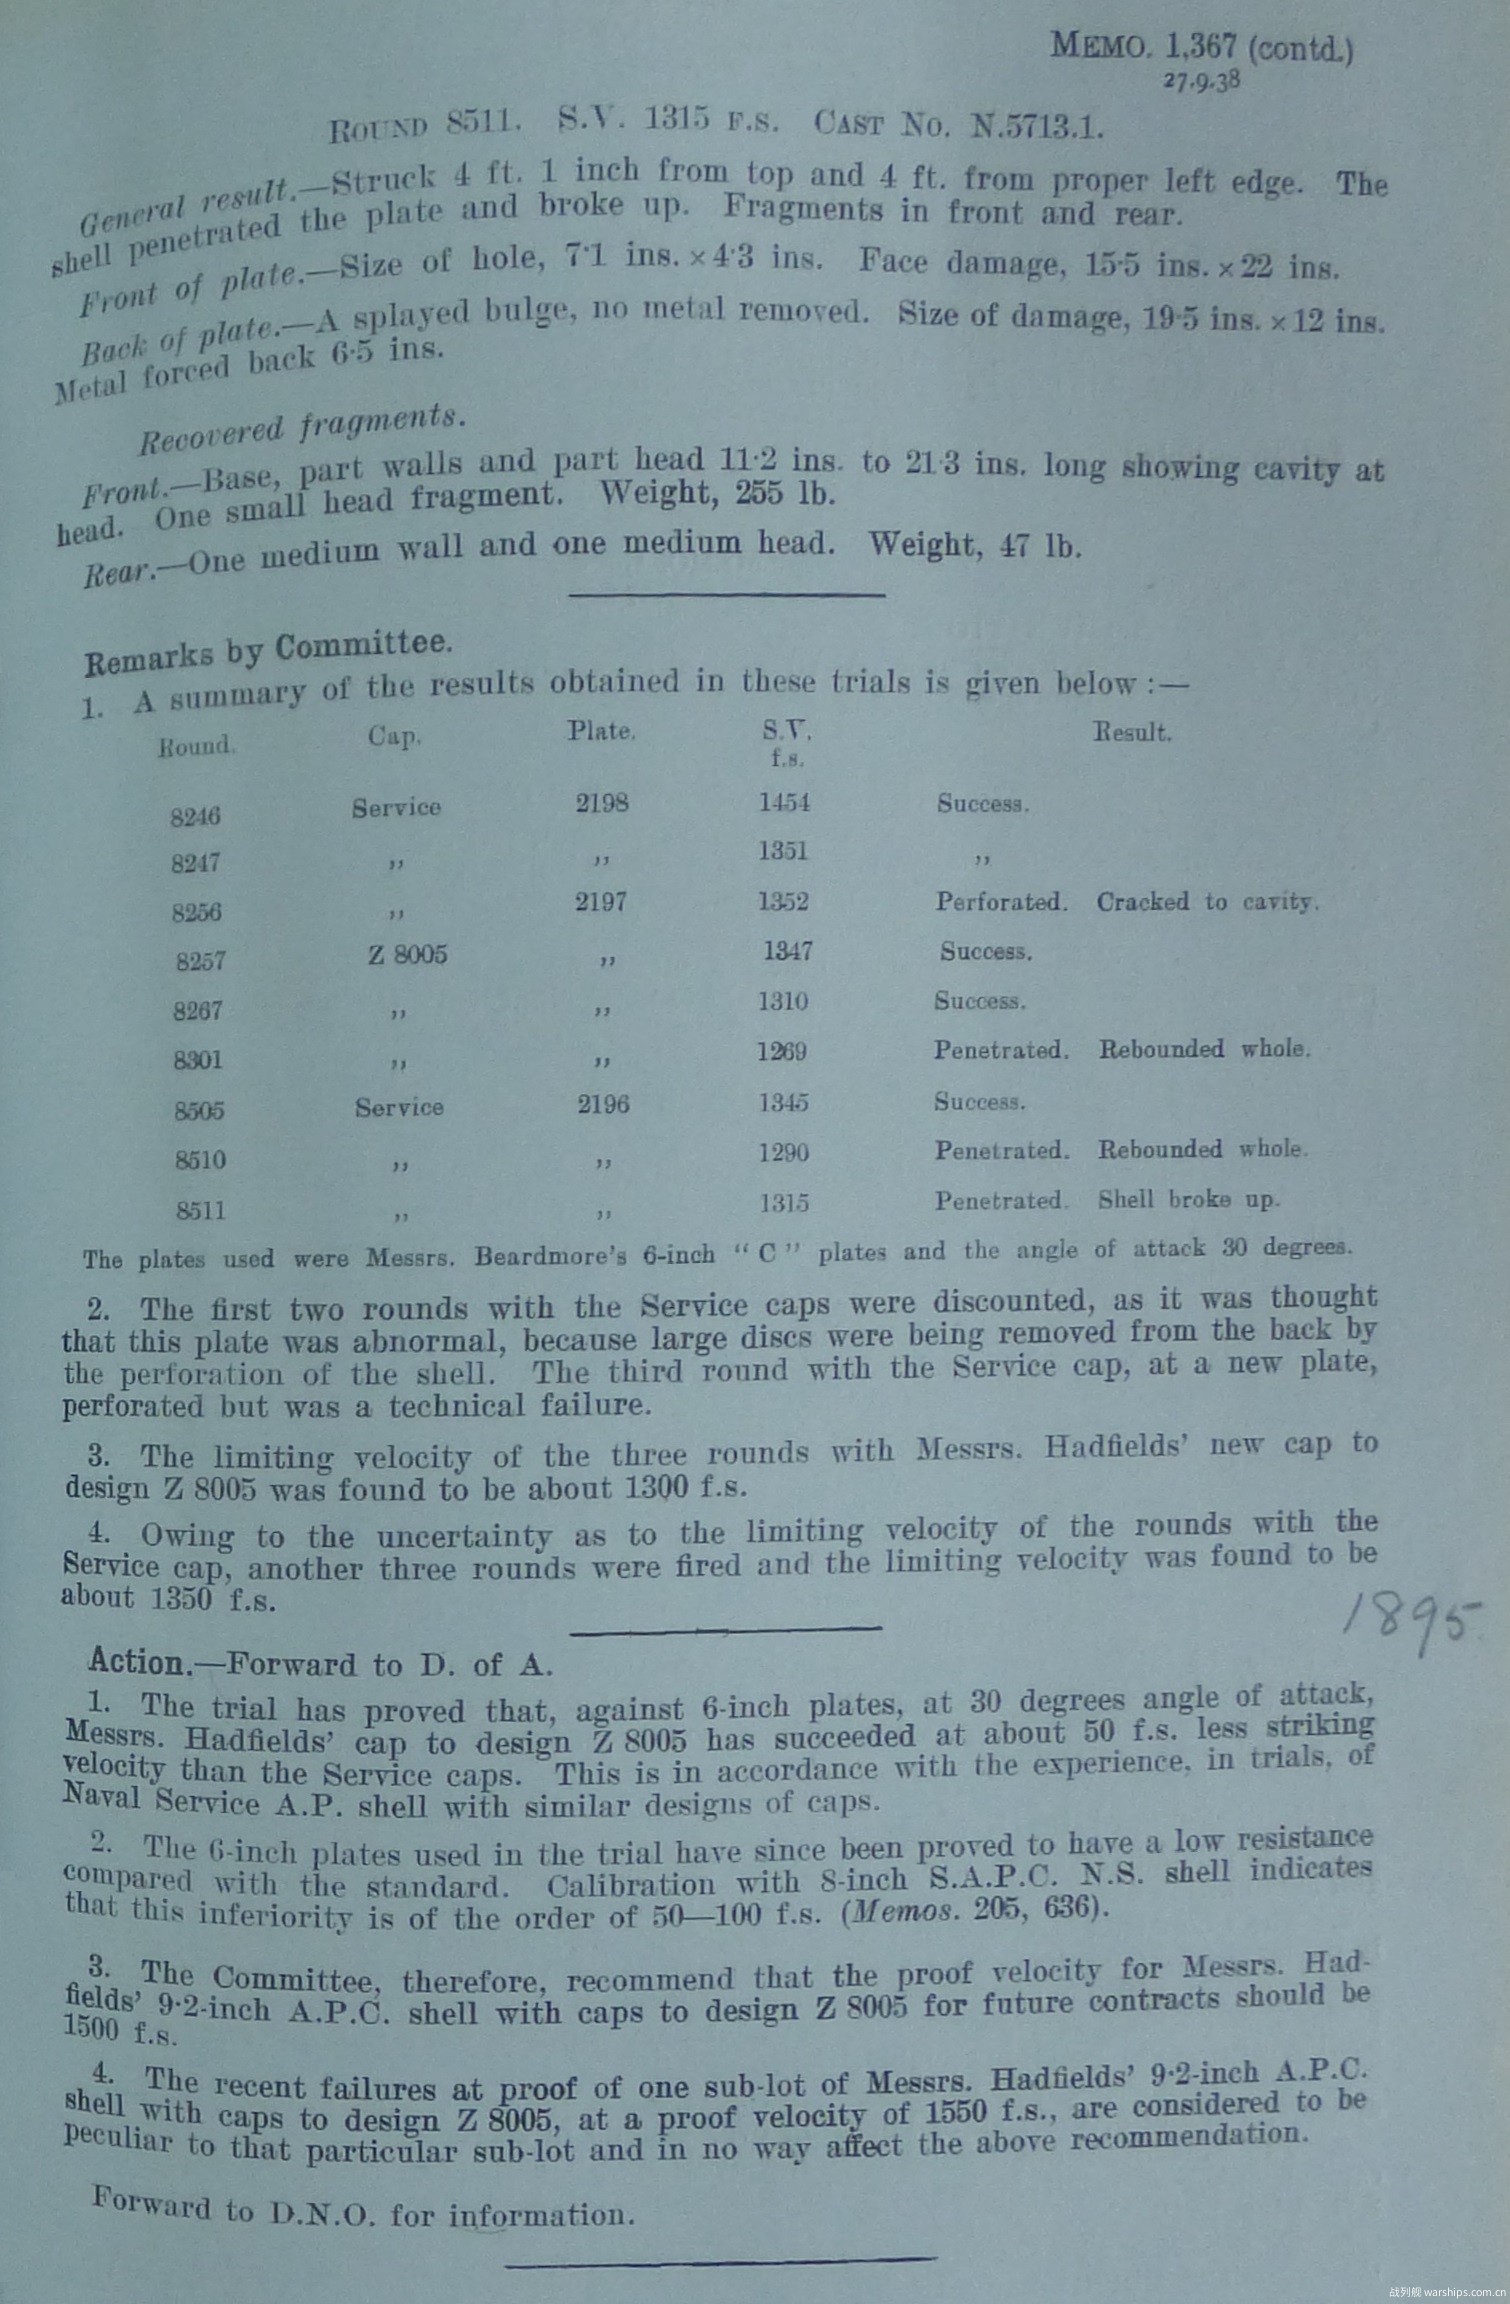 MEMO. 1,367 (contd.)
27.9.38
ROUND 8511. S.V. 1315 F.S. CAST No. N.5713.1.
General result.—Struck 4 ft. 1 inch from top and 4 ft. from proper left edge. The
shell penetrated the plate and broke up. Fragments in front and rear.
Front of plate.—Size of hole, 7·1 ins. × 4·3 ins. Face damage, 15·5 ins. × 22 ins.
Back of plate.—A splayed bulge, no metal removed. Size of damage, 19·5 ins. × 12 ins.
Metal forced back 6·5 ins.
Recovered fragments.
Front.—Base, part walls and part head 11·2 ins. to 21·3 ins. long showing cavity at
head. One small head fragment. Weight, 255 lb.
Rear.—One medium wall and one medium head. Weight, 47 lb.
Remarks by Committee.
1. A summary of the results obtained in these trials is given below :—
Round. Cap. Plate. S.V. Result.
f.s.
8246 Service 2198 1454 Success.
8247 ,, ,, 1351 ,,
8256 ,, 2197 1352 Perforated. Cracked to cavity.
8257 Z 8005 ,, 1347 Success.
8267 ,, ,, 1310 Success.
8301 ,, ,, 1269 Penetrated. Rebounded whole.
8505 Service 2196 1345 Success.
8510 ,, ,, 1290 Penetrated. Rebounded whole.
8511 ,, ,, 1315 Penetrated. Shell broke up.
The plates used were Messrs. Beardmore's 6-inch "C" plates and the angle of attack 30 degrees.
2. The first two rounds with the Service caps were discounted, as it was thought
that this plate was abnormal, because large discs were being removed from the back by
the perforation of the shell. The third round with the Service cap, at a new plate,
perforated but was a technical failure.
3. The limiting velocity of the three rounds with Messrs. Hadfields' new cap to
design Z 8005 was found to be about 1300 f.s.
4. Owing to the uncertainty as to the limiting velocity of the rounds with the
Service cap, another three rounds were fired and the limiting velocity was found to be
about 1350 f.s.
1895
Action.—Forward to D. of A.
1. The trial has proved that, against 6-inch plates, at 30 degrees angle of attack,
Messrs. Hadfields' cap to design Z 8005 has succeeded at about 50 f.s. less striking
velocity than the Service caps. This is in accordance with the experience, in trials, of
Naval Service A.P. shell with similar designs of caps.
2. The 6-inch plates used in the trial have since been proved to have a low resistance
compared with the standard. Calibration with 8-inch S.A.P.C. N.S. shell indicates
that this inferiority is of the order of 50—100 f.s. (Memos. 205, 636).
3. The Committee, therefore, recommend that the proof velocity for Messrs. Had-
fields' 9·2-inch A.P.C. shell with caps to design Z 8005 for future contracts should be
1500 f.s.
4. The recent failures at proof of one sub-lot of Messrs. Hadfields' 9·2-inch A.P.C.
shell with caps to design Z 8005, at a proof velocity of 1550 f.s., are considered to be
peculiar to that particular sub-lot and in no way affect the above recommendation.
Forward to D.N.O. for information.
战列舰 warships.com.cn